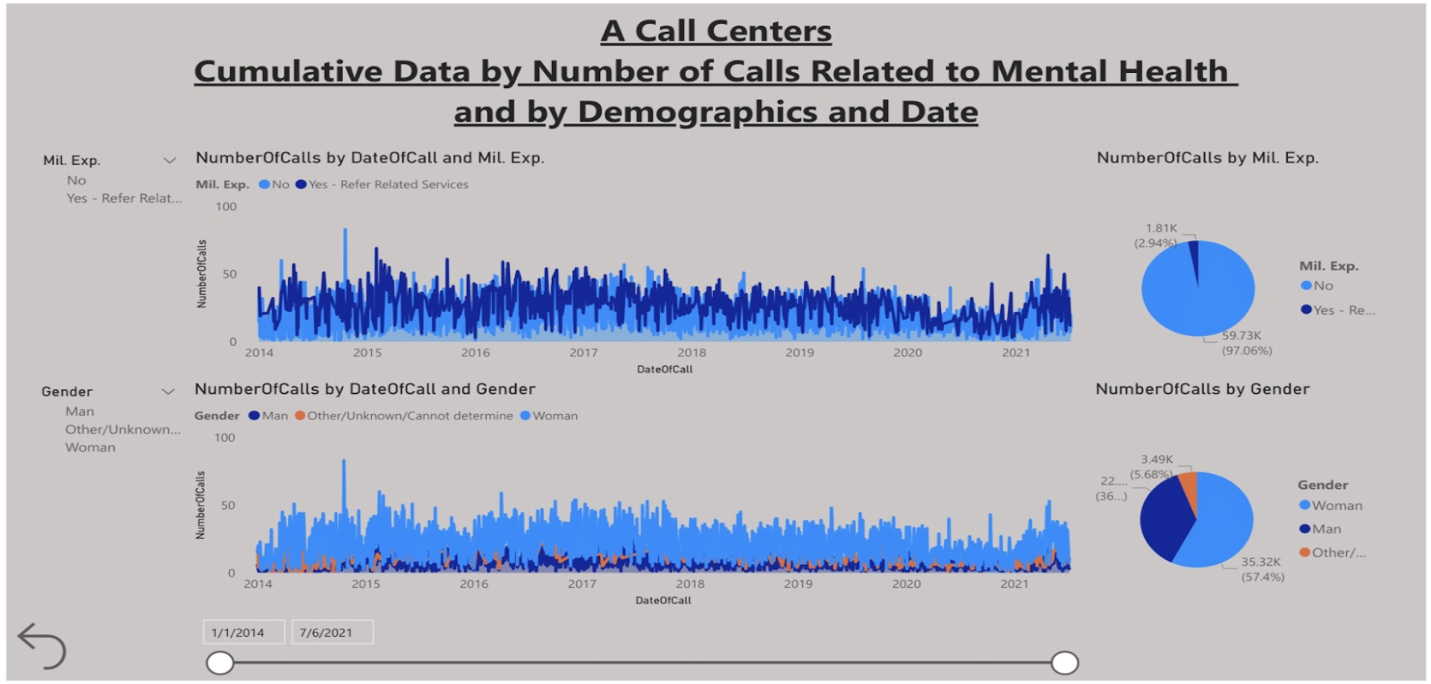 A Call Centers
Cumulative Data by Number of Calls Related to Mental Health
and by Demographics and Date
Mil. Exp.
No
Yes - Refer Relat...
NumberOfCalls by DateOfCall and Mil. Exp.
Mil. Exp. No Yes - Refer Related Services
100
50
0
NumberOfCalls
2014 2015 2016 2017 2018 2019 2020 2021
DateOfCall
NumberOfCalls by Mil. Exp.
1.81K
(2.94%)
59.73K
(97.06%)
Mil. Exp.
No
Yes - Re...
Gender
Man
Other/Unknown...
Woman
NumberOfCalls by DateOfCall and Gender
Gender Man Other/Unknown/Cannot determine Woman
100
50
0
NumberOfCalls
2014 2015 2016 2017 2018 2019 2020 2021
DateOfCall
NumberOfCalls by Gender
3.49K
(5.68%)
22....
(36...)
35.32K
(57.4%)
Gender
Woman
Man
Other/...
1/1/2014 7/6/2021